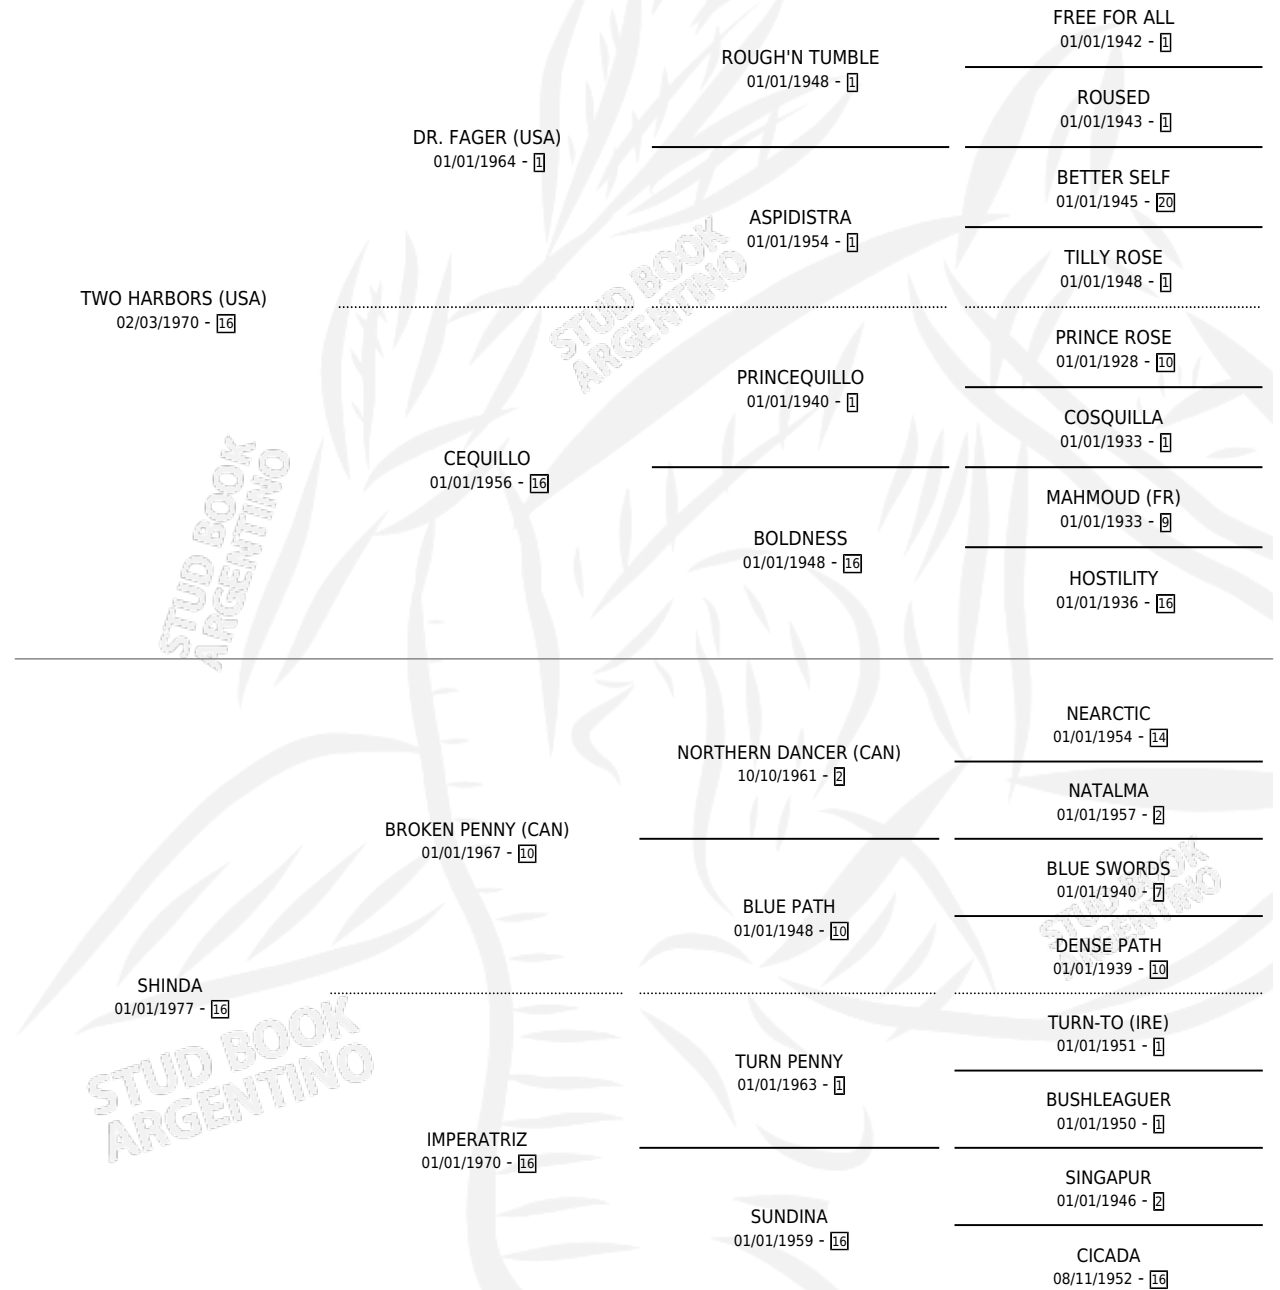 FREE FOR ALL
01/01/1942 - 1
ROUGH'N TUMBLE
01/01/1948 - 1
ROUSED
01/01/1943 - 1
DR. FAGER (USA)
01/01/1964 - 1
BETTER SELF
01/01/1945 - 20
ASPIDISTRA
01/01/1954 - 1
TILLY ROSE
01/01/1948 - 1
TWO HARBORS (USA)
02/03/1970 - 16
PRINCE ROSE
01/01/1928 - 10
PRINCEQUILLO
01/01/1940 - 1
COSQUILLA
01/01/1933 - 1
CEQUILLO
01/01/1956 - 16
MAHMOUD (FR)
01/01/1933 - 9
BOLDNESS
01/01/1948 - 16
HOSTILITY
01/01/1936 - 16
NEARCTIC
01/01/1954 - 14
NORTHERN DANCER (CAN)
10/10/1961 - 2
NATALMA
01/01/1957 - 2
BROKEN PENNY (CAN)
01/01/1967 - 10
BLUE SWORDS
01/01/1940 - 7
BLUE PATH
01/01/1948 - 10
DENSE PATH
01/01/1939 - 10
SHINDA
01/01/1977 - 16
TURN-TO (IRE)
01/01/1951 - 1
TURN PENNY
01/01/1963 - 1
BUSHLEAGUER
01/01/1950 - 1
IMPERATRIZ
01/01/1970 - 16
SINGAPUR
01/01/1946 - 2
SUNDINA
01/01/1959 - 16
CICADA
08/11/1952 - 16
STUD BOOK
ARGENTINO
STUD BOOK
ARGENTINO
STUD BOOK
ARGENTINO
STUD BOOK
ARGENTINO